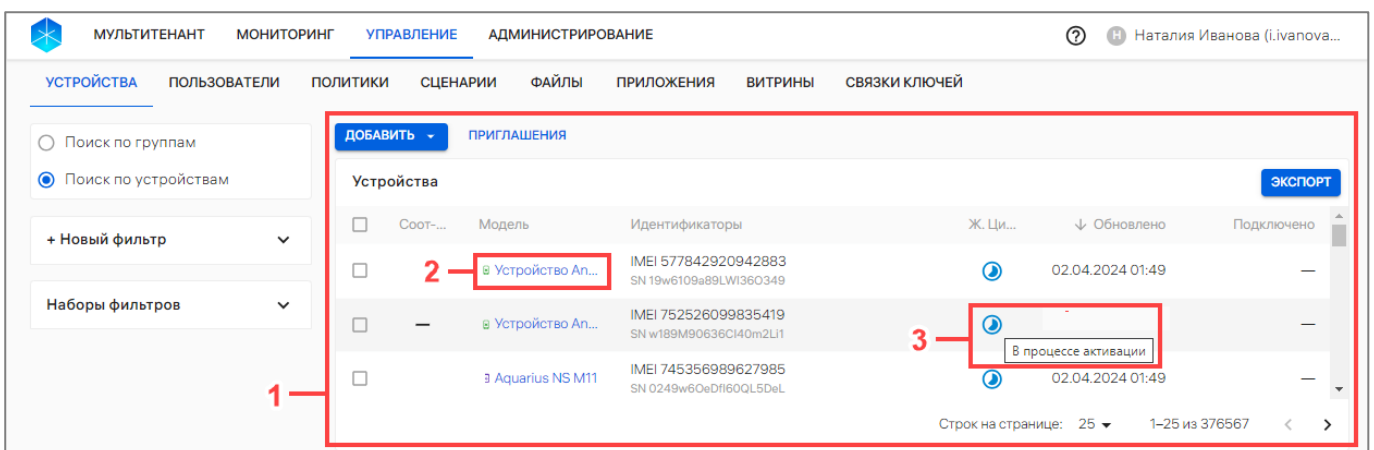 МУЛЬТИТЕНАНТ МОНИТОРИНГ УПРАВЛЕНИЕ АДМИНИСТРИРОВАНИЕ ? Н Наталия Иванова (i.ivanova...
УСТРОЙСТВА ПОЛЬЗОВАТЕЛИ ПОЛИТИКИ СЦЕНАРИИ ФАЙЛЫ ПРИЛОЖЕНИЯ ВИТРИНЫ СВЯЗКИ КЛЮЧЕЙ
Поиск по группам
Поиск по устройствам
+ Новый фильтр
Наборы фильтров
ДОБАВИТЬ ПРИГЛАШЕНИЯ
Устройства ЭКСПОРТ
Соот-... Модель Идентификаторы Ж. Ци... ↓ Обновлено Подключено
2 Устройство An... IMEI 577842920942883 02.04.2024 01:49 —
SN 19w6109a89LWI36O349
— Устройство An... IMEI 752526099835419 —
SN w189M90636CI40m2Li1
3 В процессе активации
Aquarius NS M11 IMEI 745356989627985 02.04.2024 01:49 —
SN 0249w6OeDfI60QL5DeL
1
Строк на странице: 25 1–25 из 376567 < >